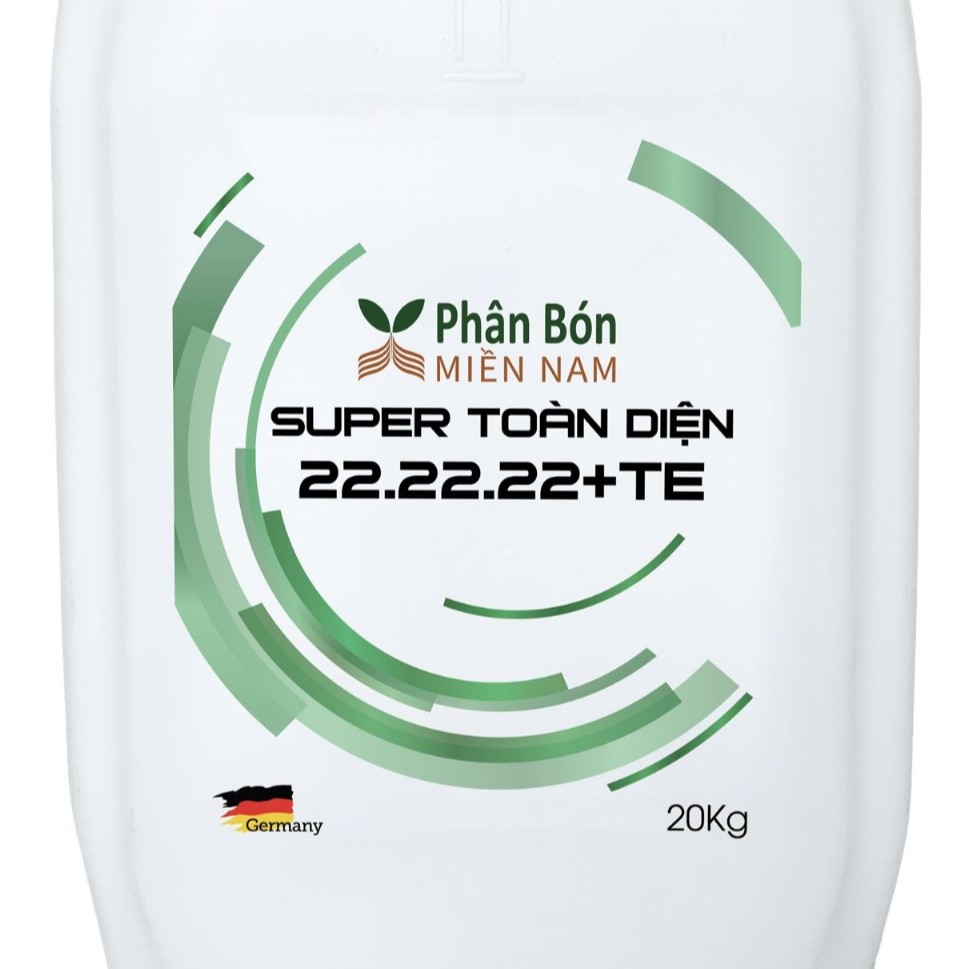 Phân Bón
MIỀN NAM
SUPER TOÀN DIỆN
22.22.22+TE
Germany
20Kg